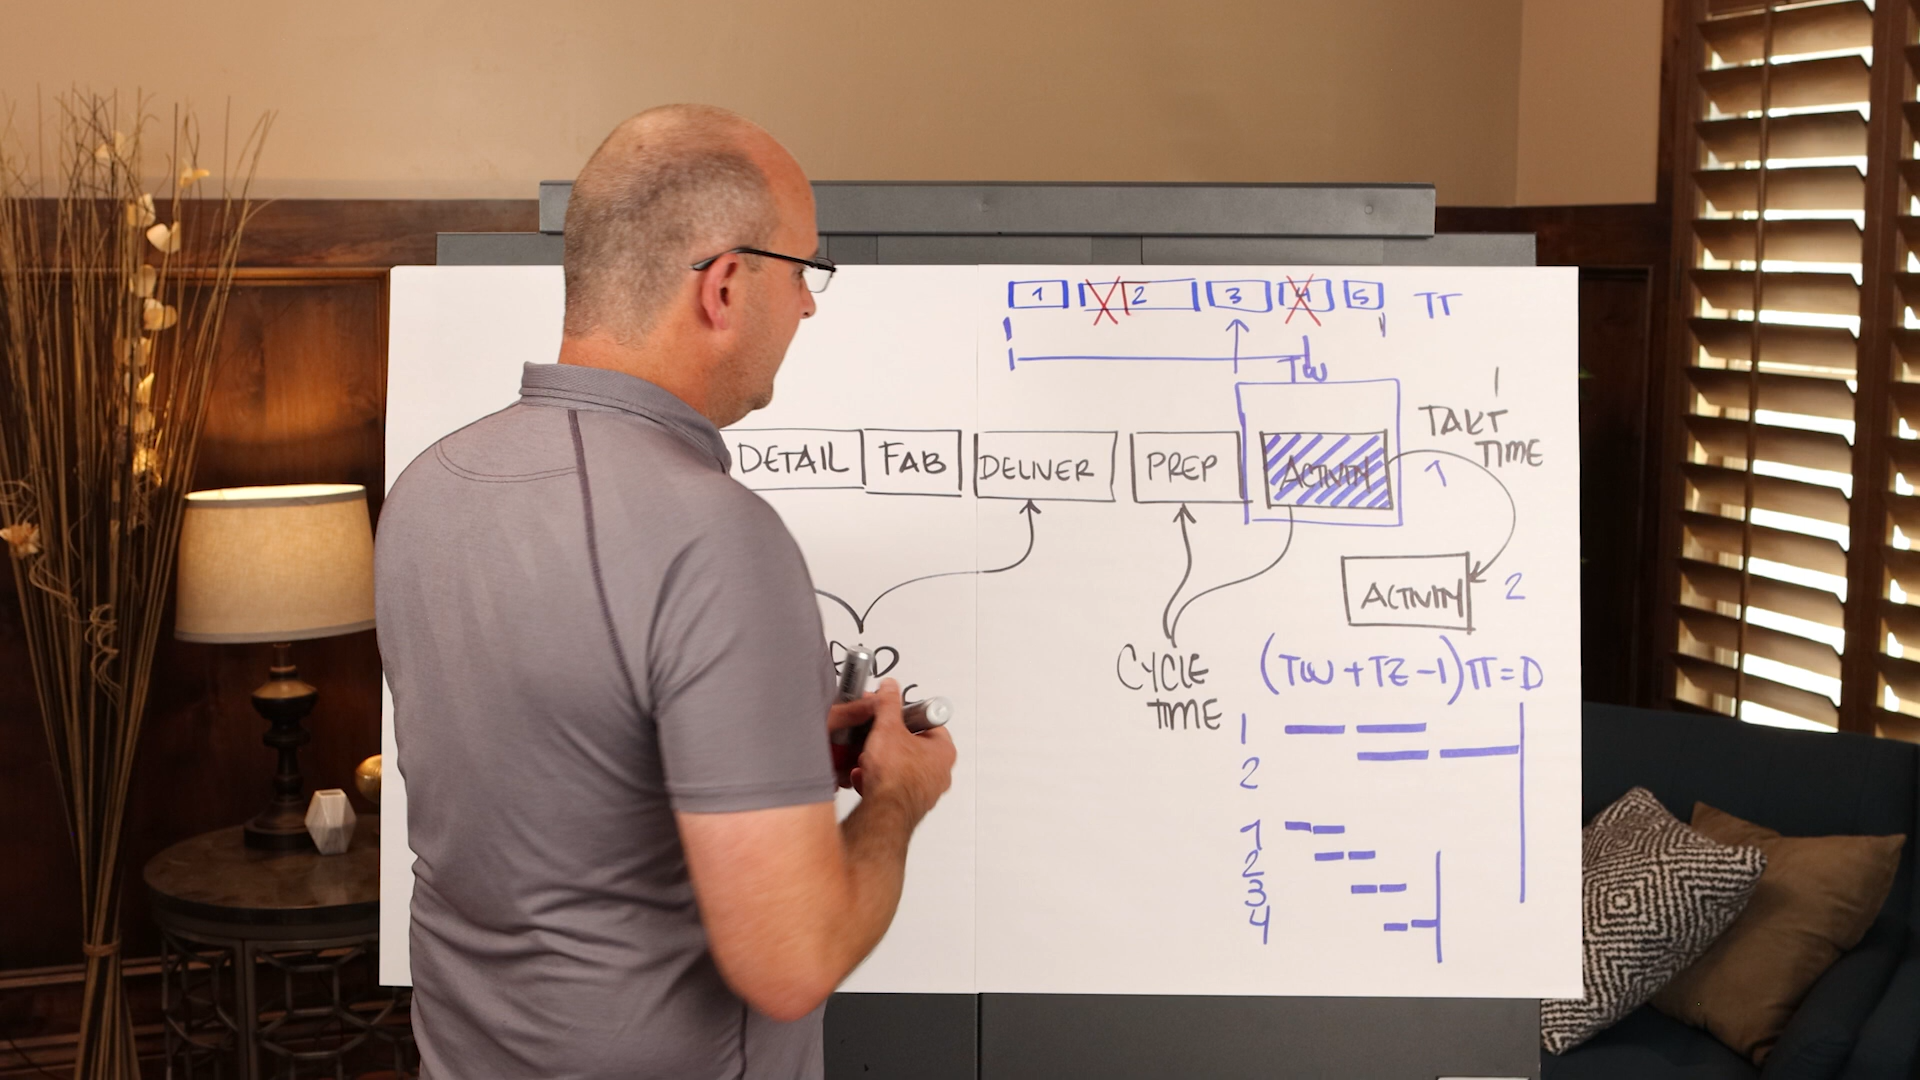 1 2 3 4 5 TT
TW
TAKT
TIME
DETAIL FAB DELIVER PREP ACTIVITY
1
ACTIVITY 2
CYCLE
TIME
(TW + TZ - 1) TT = D
1
2
1
2
3
4